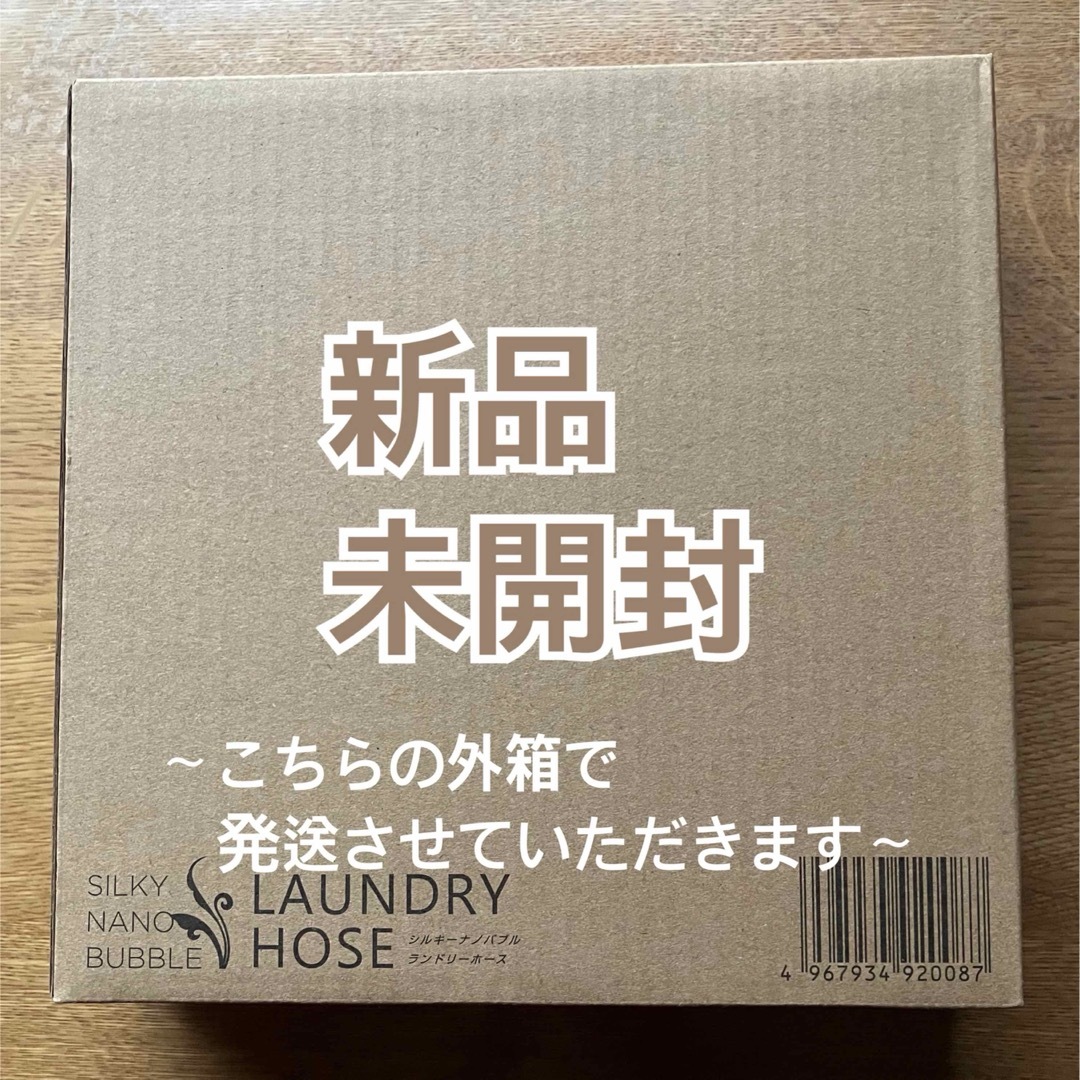 新品
未開封
~こちらの外箱で
発送させていただきます~
SILKY
NANO
BUBBLE
LAUNDRY
HOSE
シルキーナノバブル
ランドリーホース
4 967934 920087